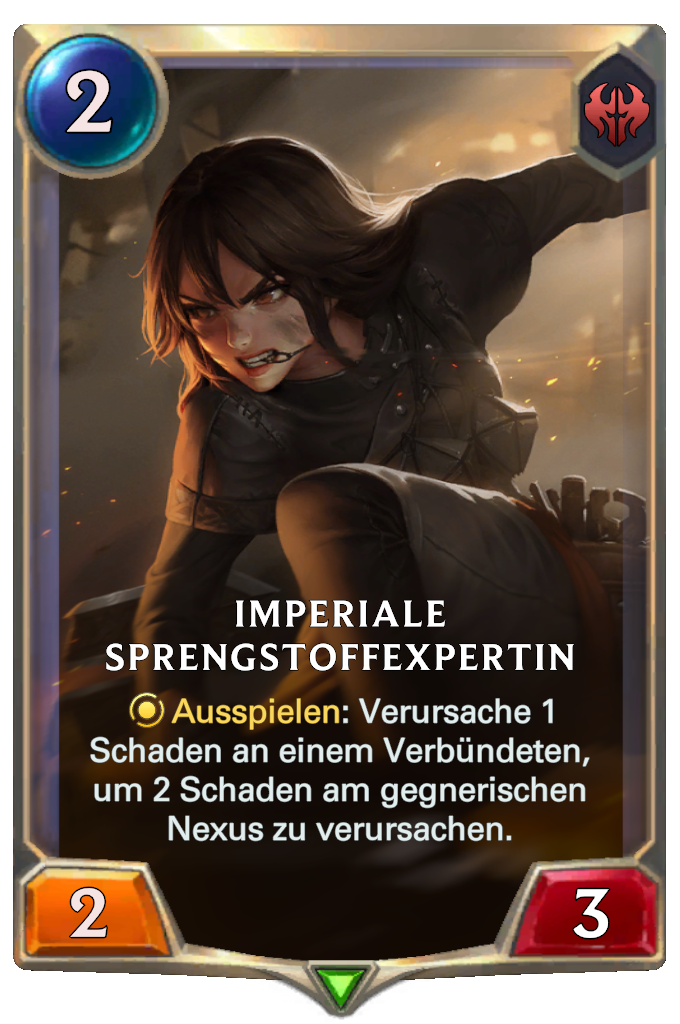 2
IMPERIALE
SPRENGSTOFFEXPERTIN
Ausspielen: Verursache 1
Schaden an einem Verbündeten,
um 2 Schaden am gegnerischen
Nexus zu verursachen.
2
3